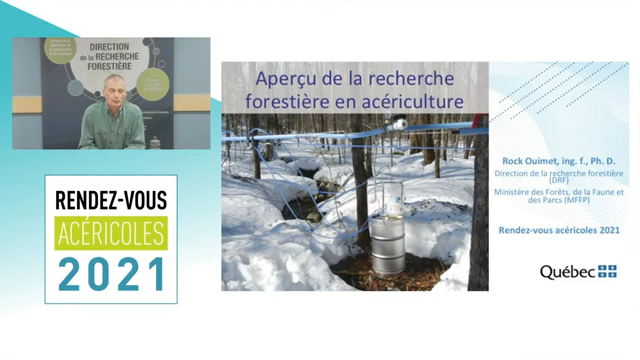 DIRECTION
de la RECHERCHE
FORESTIÈRE
RENDEZ-VOUS
ACÉRICOLES
2021
Aperçu de la recherche
forestière en acériculture
Rock Ouimet, ing. f., Ph. D.
Direction de la recherche forestière
(DRF)
Ministère des Forêts, de la Faune et
des Parcs (MFFP)
Rendez-vous acéricoles 2021
Québec